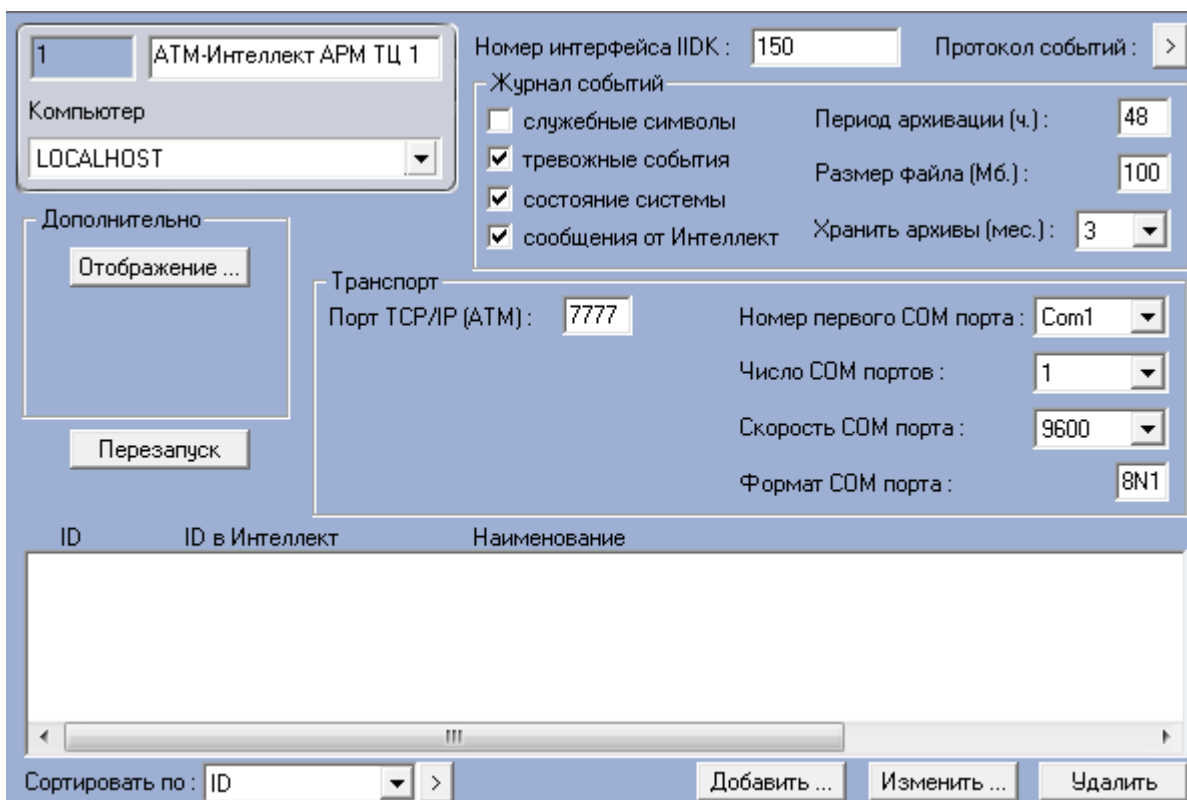 1
АТМ-Интеллект АРМ ТЦ 1
Компьютер
LOCALHOST
Номер интерфейса IIDK : 150
Протокол событий : >
Журнал событий
служебные символы
тревожные события
состояние системы
сообщения от Интеллект
Период архивации (ч.) : 48
Размер файла (Мб.) : 100
Хранить архивы (мес.) : 3
Дополнительно
Отображение ...
Перезапуск
Транспорт
Порт TCP/IP (ATM) : 7777
Номер первого COM порта : Com1
Число COM портов : 1
Скорость COM порта : 9600
Формат COM порта : 8N1
ID ID в Интеллект Наименование
Сортировать по : ID >
Добавить ... Изменить ... Удалить